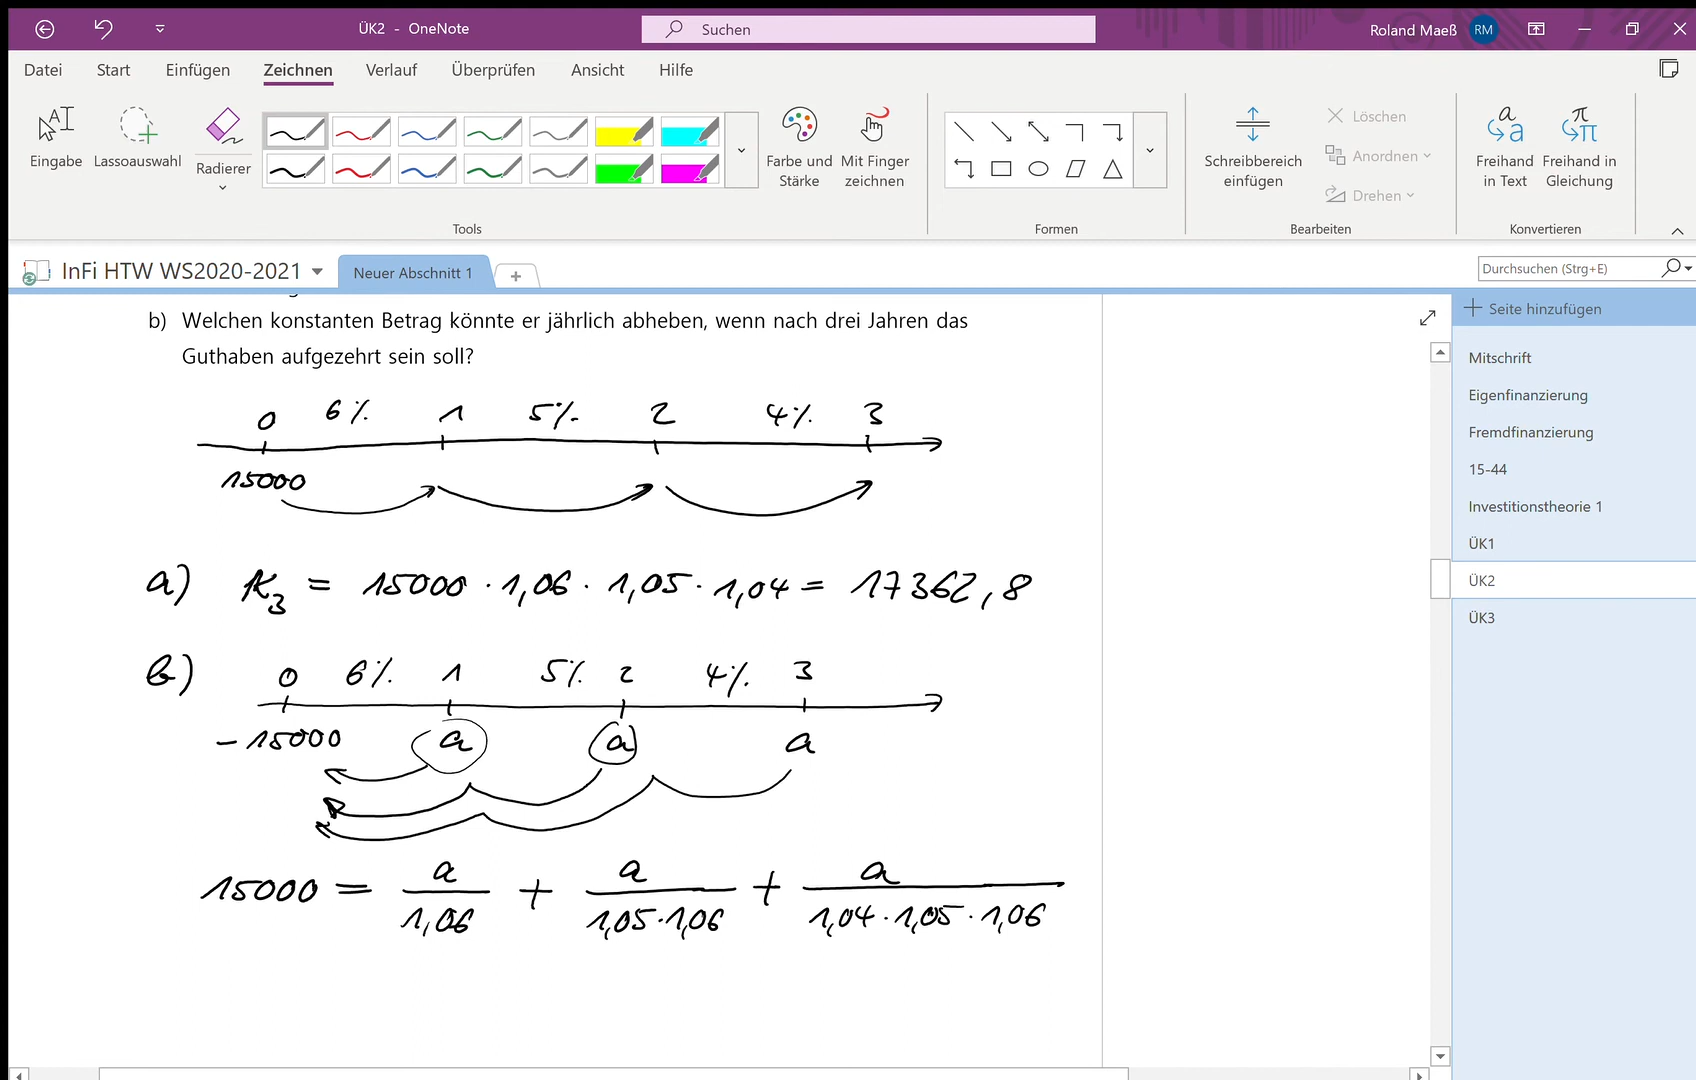 ÜK2 - OneNote
Suchen
Roland Maeß
RM
Datei Start Einfügen Zeichnen Verlauf Überprüfen Ansicht Hilfe
Eingabe
Lassoauswahl
Radierer
Farbe und Stärke
Mit Finger zeichnen
Schreibbereich einfügen
Löschen
Anordnen
Drehen
Freihand in Text
Freihand in Gleichung
Tools
Formen
Bearbeiten
Konvertieren
InFi HTW WS2020-2021
Neuer Abschnitt 1
Durchsuchen (Strg+E)
b) Welchen konstanten Betrag könnte er jährlich abheben, wenn nach drei Jahren das
Guthaben aufgezehrt sein soll?
0 6% 1 5% 2 4% 3
15000
a) K₃ = 15000 · 1,06 · 1,05 · 1,04 = 17362,8
b) 0 6% 1 5% 2 4% 3
-15000 a a a
15000 = a/1,06 + a/1,05·1,06 + a/1,04·1,05·1,06
Seite hinzufügen
Mitschrift
Eigenfinanzierung
Fremdfinanzierung
15-44
Investitionstheorie 1
ÜK1
ÜK2
ÜK3